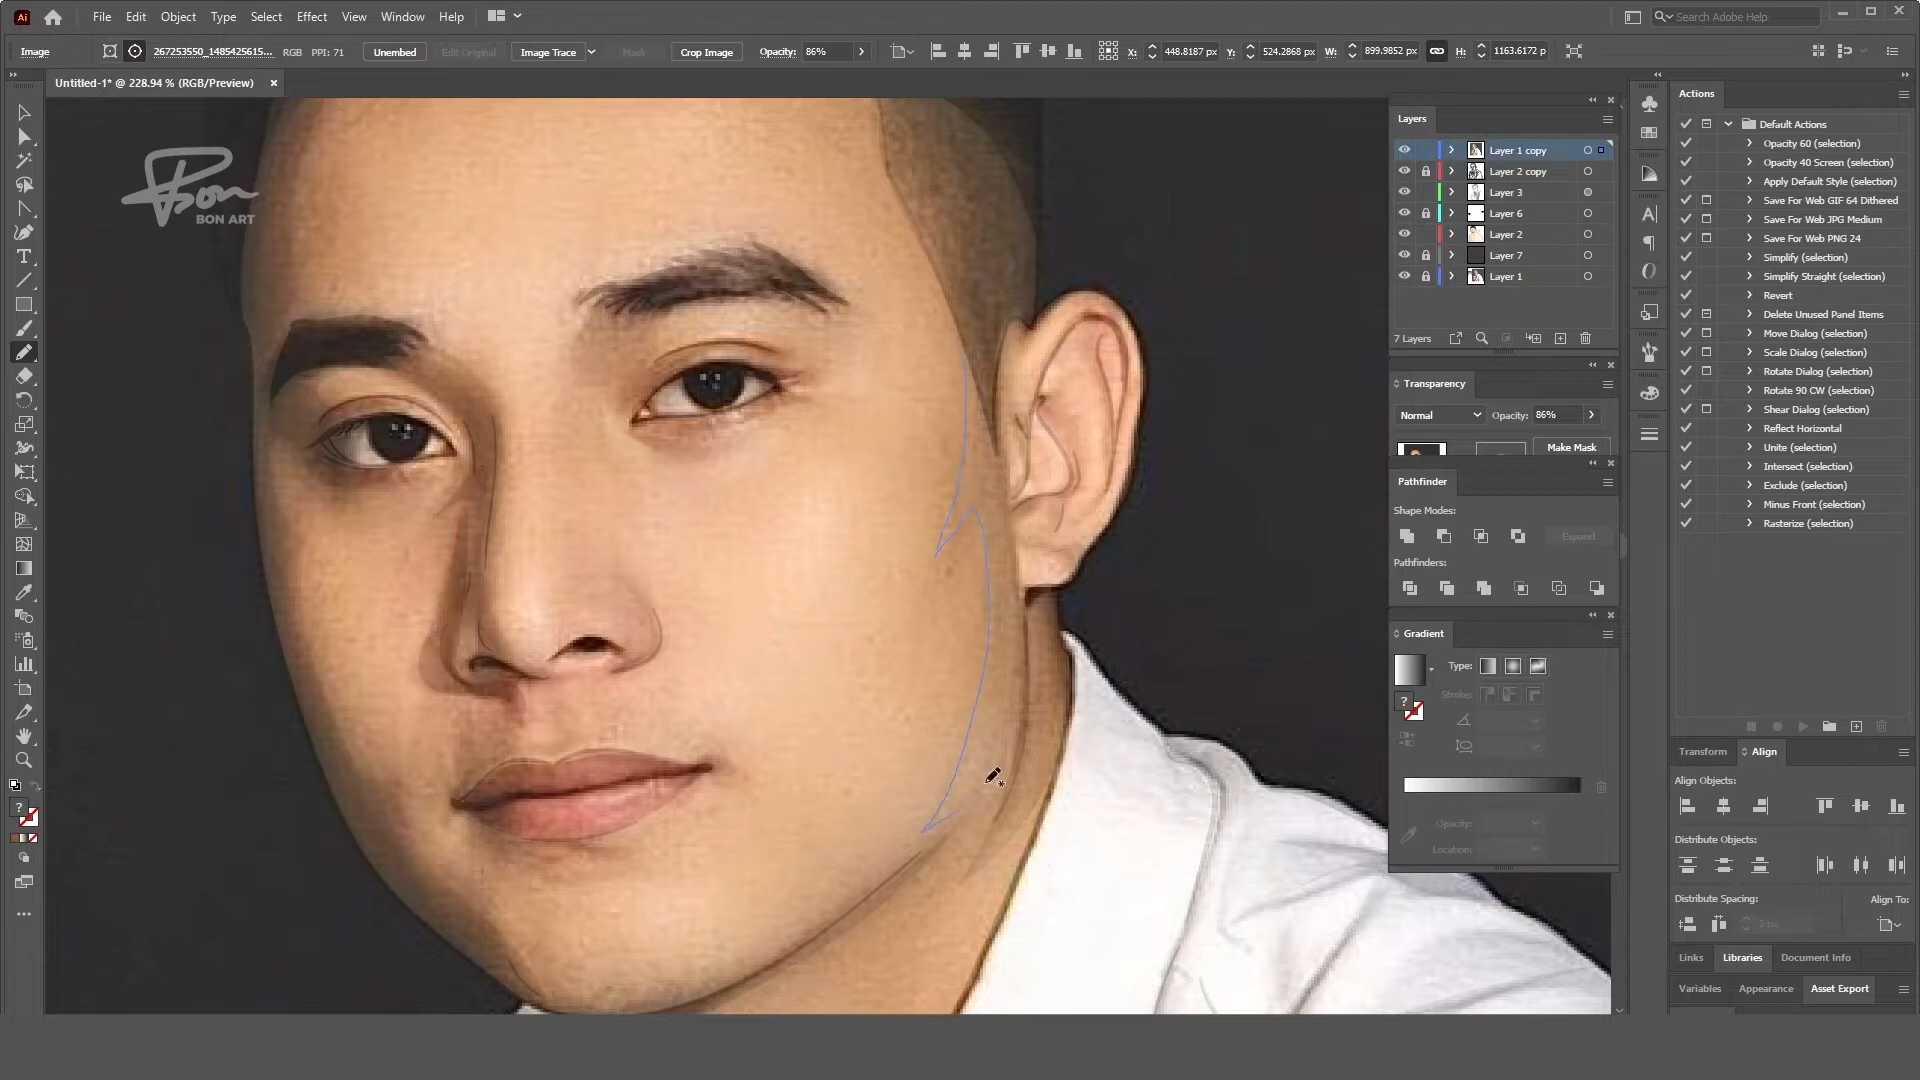 Ai File Edit Object Type Select Effect View Window Help Search Adobe Help
Image 267253550_1485425615... RGB PPI: 71 Unembed Edit Original Image Trace Mask Crop Image Opacity: 86% X: 448.8187 px Y: 524.2868 px W: 899.9852 px H: 1163.6172 p
Untitled-1* @ 228.94 % (RGB/Preview)
Bon
BON ART
Layers
Layer 1 copy
Layer 2 copy
Layer 3
Layer 6
Layer 2
Layer 7
Layer 1
7 Layers
Transparency
Normal Opacity: 86%
Make Mask
Pathfinder
Shape Modes:
Expand
Pathfinders:
Gradient
Type:
Stroke:
Opacity:
Location:
Actions
Default Actions
Opacity 60 (selection)
Opacity 40 Screen (selection)
Apply Default Style (selection)
Save For Web GIF 64 Dithered
Save For Web JPG Medium
Save For Web PNG 24
Simplify (selection)
Simplify Straight (selection)
Revert
Delete Unused Panel Items
Move Dialog (selection)
Scale Dialog (selection)
Rotate Dialog (selection)
Rotate 90 CW (selection)
Shear Dialog (selection)
Reflect Horizontal
Unite (selection)
Intersect (selection)
Exclude (selection)
Minus Front (selection)
Rasterize (selection)
Transform Align
Align Objects:
Distribute Objects:
Distribute Spacing: Align To:
0 px
Links Libraries Document Info
Variables Appearance Asset Export